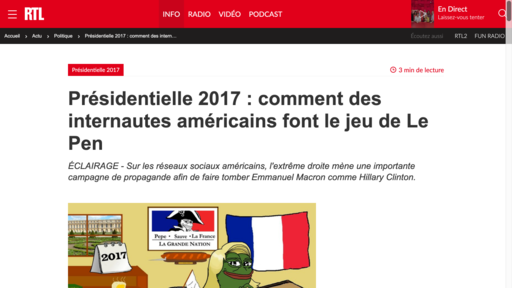 RTL
INFO RADIO VIDÉO PODCAST
En Direct
Laissez-vous tenter
Accueil > Actu > Politique > Présidentielle 2017 : comment des intern...
Écoutez aussi RTL2 FUN RADIO
Présidentielle 2017
3 min de lecture
Présidentielle 2017 : comment des
internautes américains font le jeu de Le
Pen
ÉCLAIRAGE - Sur les réseaux sociaux américains, l'extrême droite mène une importante
campagne de propagande afin de faire tomber Emmanuel Macron comme Hillary Clinton.
Pepe Sauve La France
LA GRANDE NATION
2017